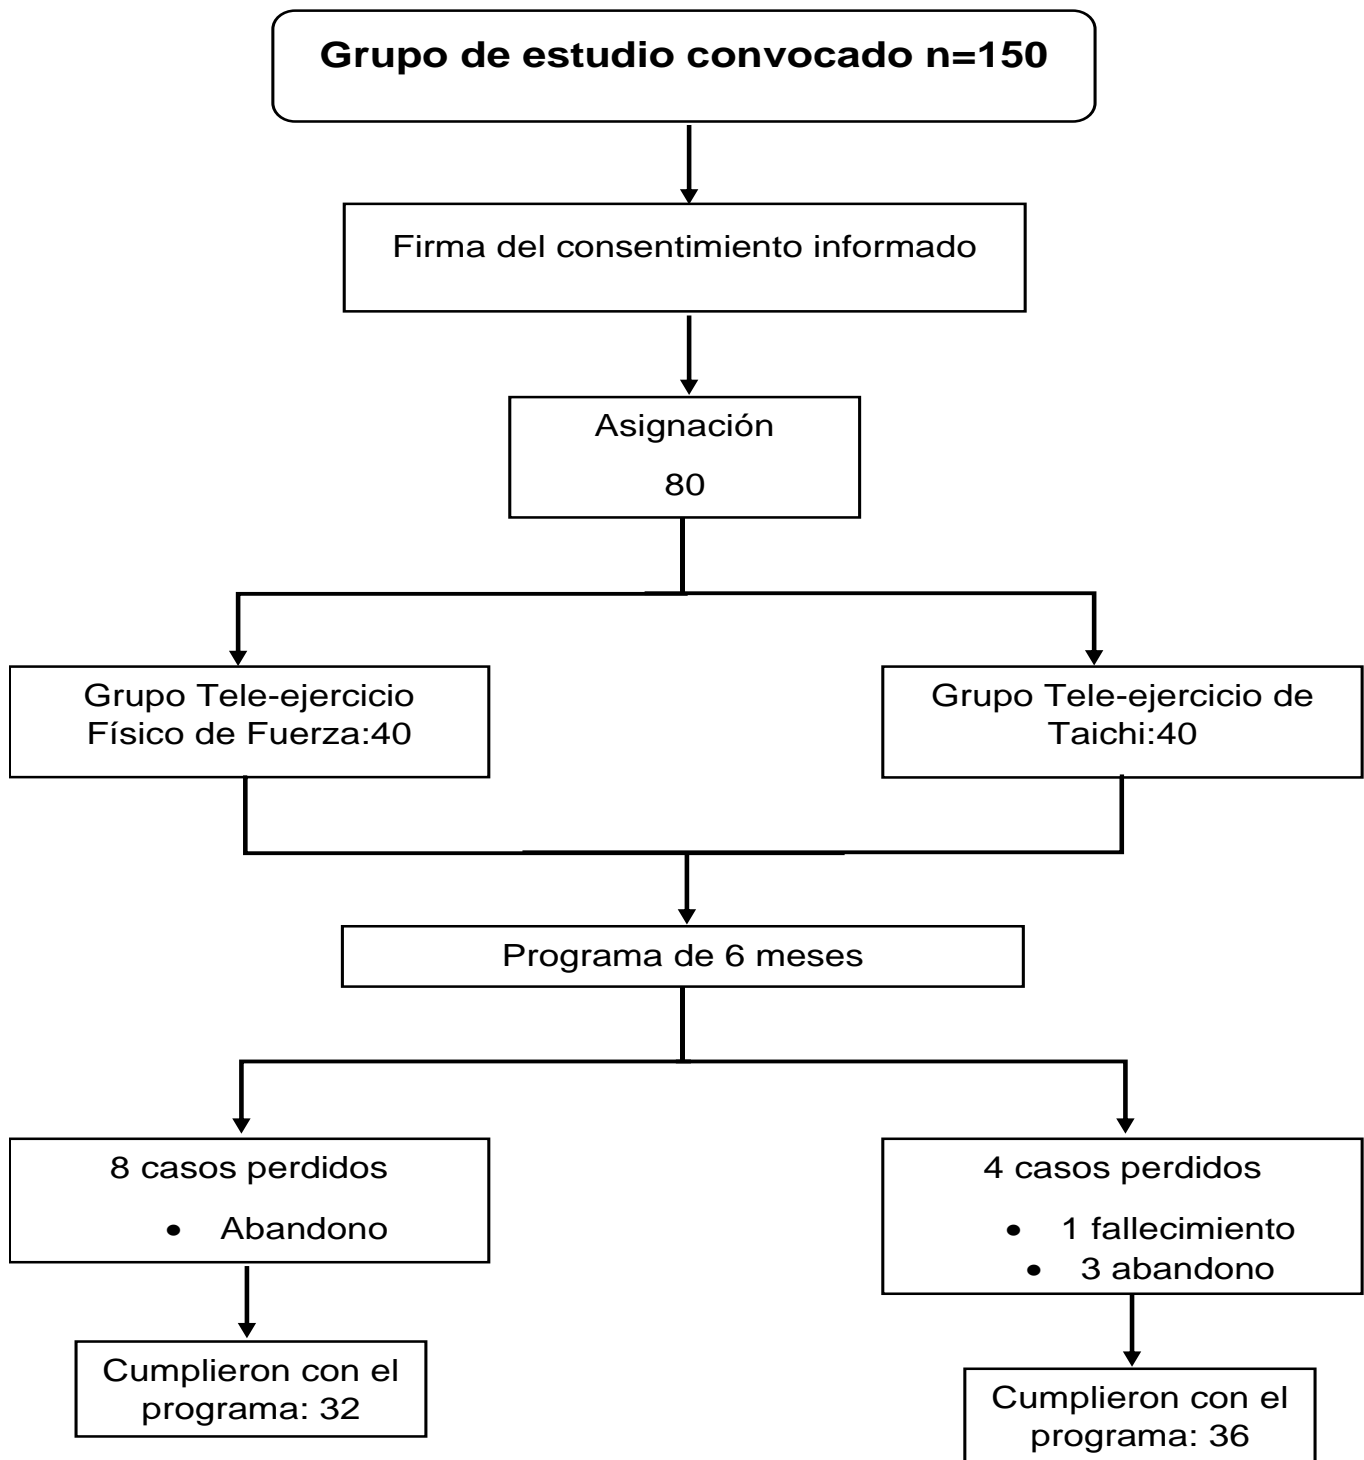 Grupo de estudio convocado n=150
Firma del consentimiento informado
Asignación
80
Grupo Tele-ejercicio
Físico de Fuerza:40
Grupo Tele-ejercicio de
Taichi:40
Programa de 6 meses
8 casos perdidos
• Abandono
4 casos perdidos
• 1 fallecimiento
• 3 abandono
Cumplieron con el
programa: 32
Cumplieron con el
programa: 36